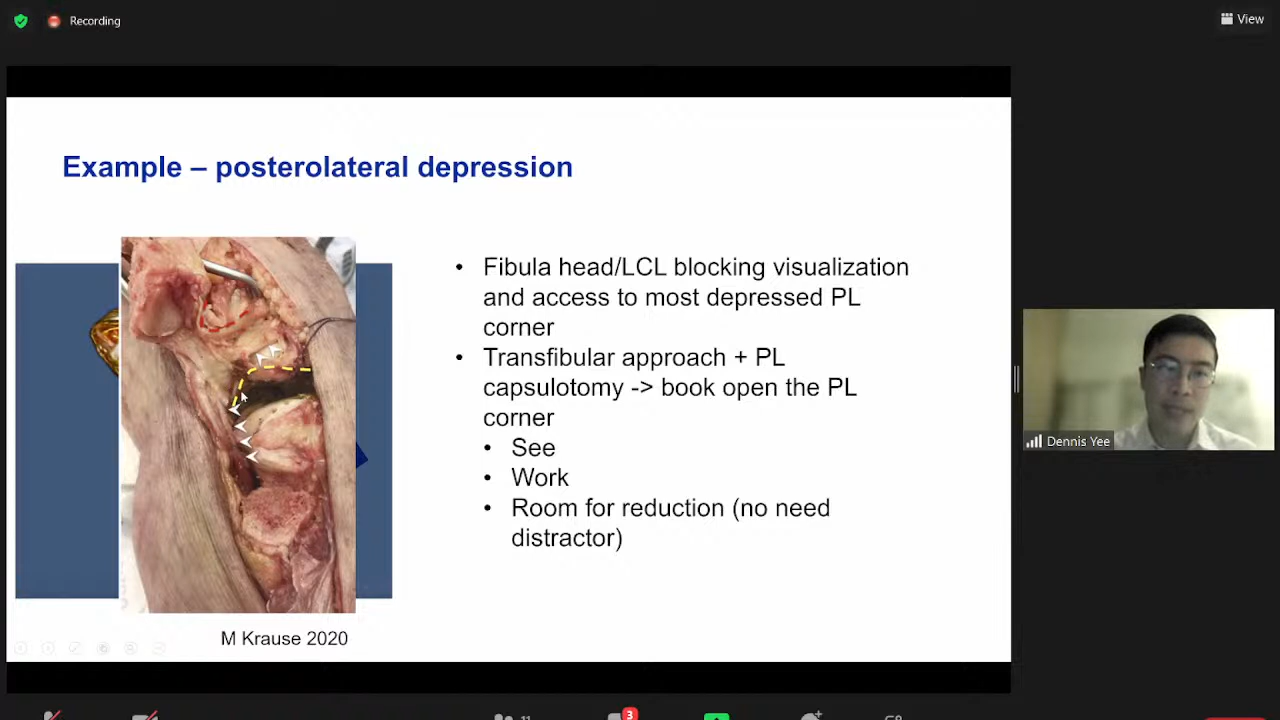 Recording
View
Example – posterolateral depression
• Fibula head/LCL blocking visualization
and access to most depressed PL
corner
• Transfibular approach + PL
capsulotomy -> book open the PL
corner
• See
• Work
• Room for reduction (no need
distractor)
M Krause 2020
Dennis Yee
11
3